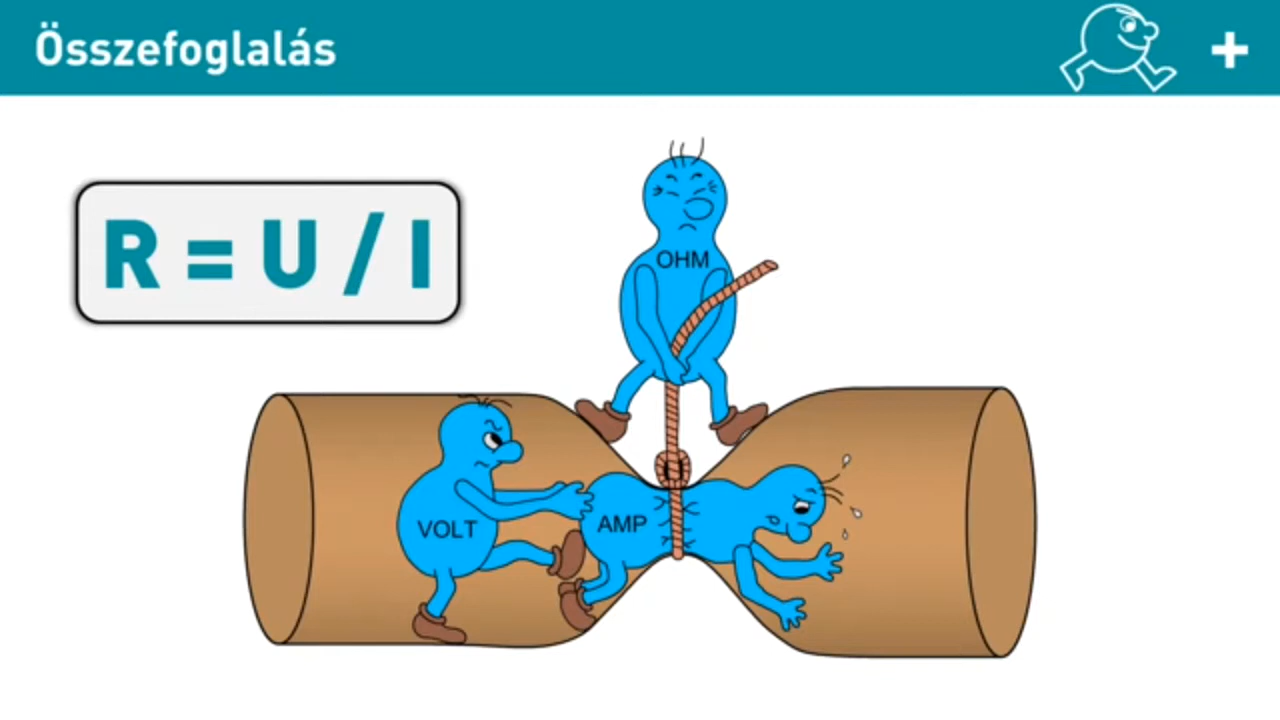 Összefoglalás
R = U / I
OHM
VOLT
AMP